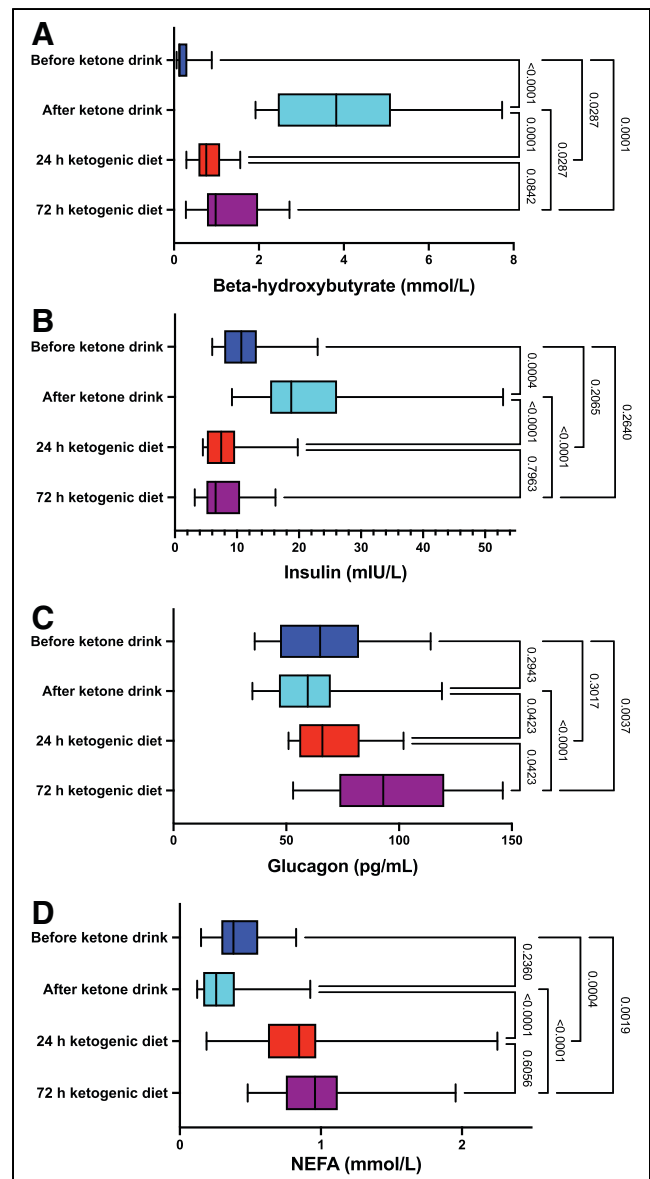 A
Before ketone drink
After ketone drink
24 h ketogenic diet
72 h ketogenic diet
<0.0001
0.0001
0.0842
0.0287
0.0287
0.0001
0 2 4 6 8
Beta-hydroxybutyrate (mmol/L)
B
Before ketone drink
After ketone drink
24 h ketogenic diet
72 h ketogenic diet
0.0004
<0.0001
0.7963
<0.0001
0.2065
0.2640
0 10 20 30 40 50
Insulin (mIU/L)
C
Before ketone drink
After ketone drink
24 h ketogenic diet
72 h ketogenic diet
0.2943
0.0423
0.0423
<0.0001
0.3017
0.0037
0 50 100 150
Glucagon (pg/mL)
D
Before ketone drink
After ketone drink
24 h ketogenic diet
72 h ketogenic diet
0.2360
<0.0001
0.6056
<0.0001
0.0004
0.0019
0 1 2
NEFA (mmol/L)